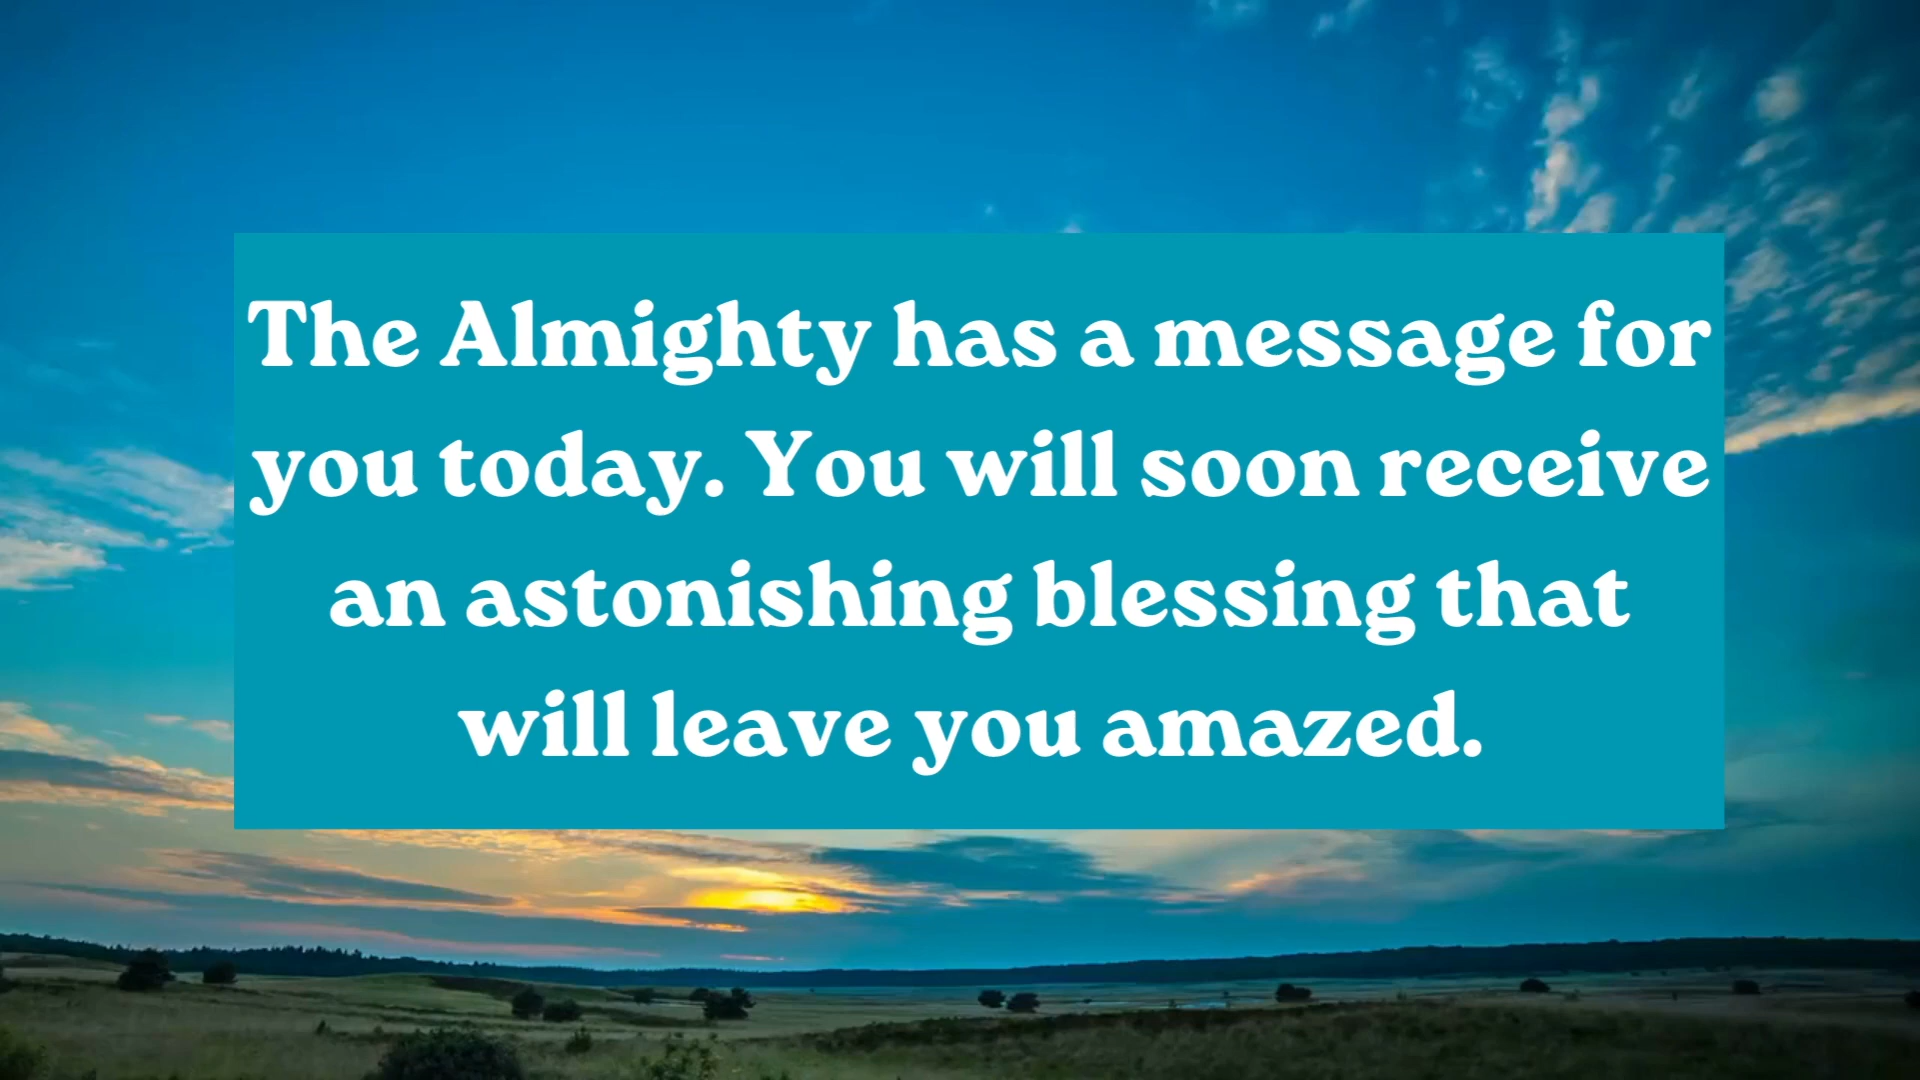 The Almighty has a message for
you today. You will soon receive
an astonishing blessing that
will leave you amazed.